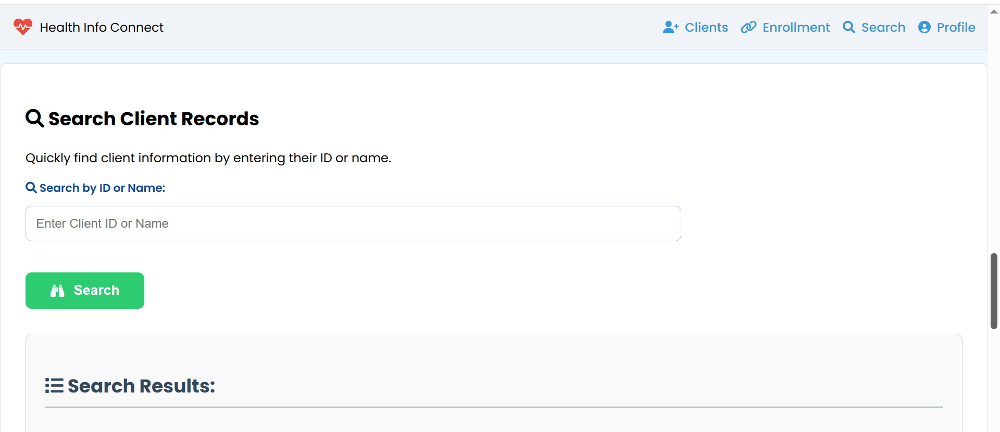 Health Info Connect
Clients Enrollment Search Profile
Search Client Records
Quickly find client information by entering their ID or name.
Search by ID or Name:
Enter Client ID or Name
Search
Search Results: